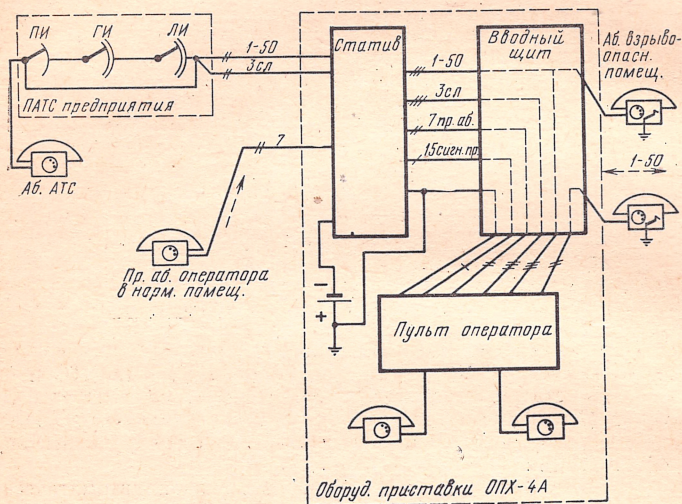 ПИ ГИ ЛИ
1-50
3сл
ПАТС предприятия
Аб. АТС
7
Пр. аб. оператора
в норм. помещ.
Статив
1-50
3сл
7 пр. аб.
15сигн. пр.
Вводный
щит
Аб. взрыво-
опасн.
помещ.
1-50
-
+
Пульт оператора
Оборуд. приставки ОПХ-4А